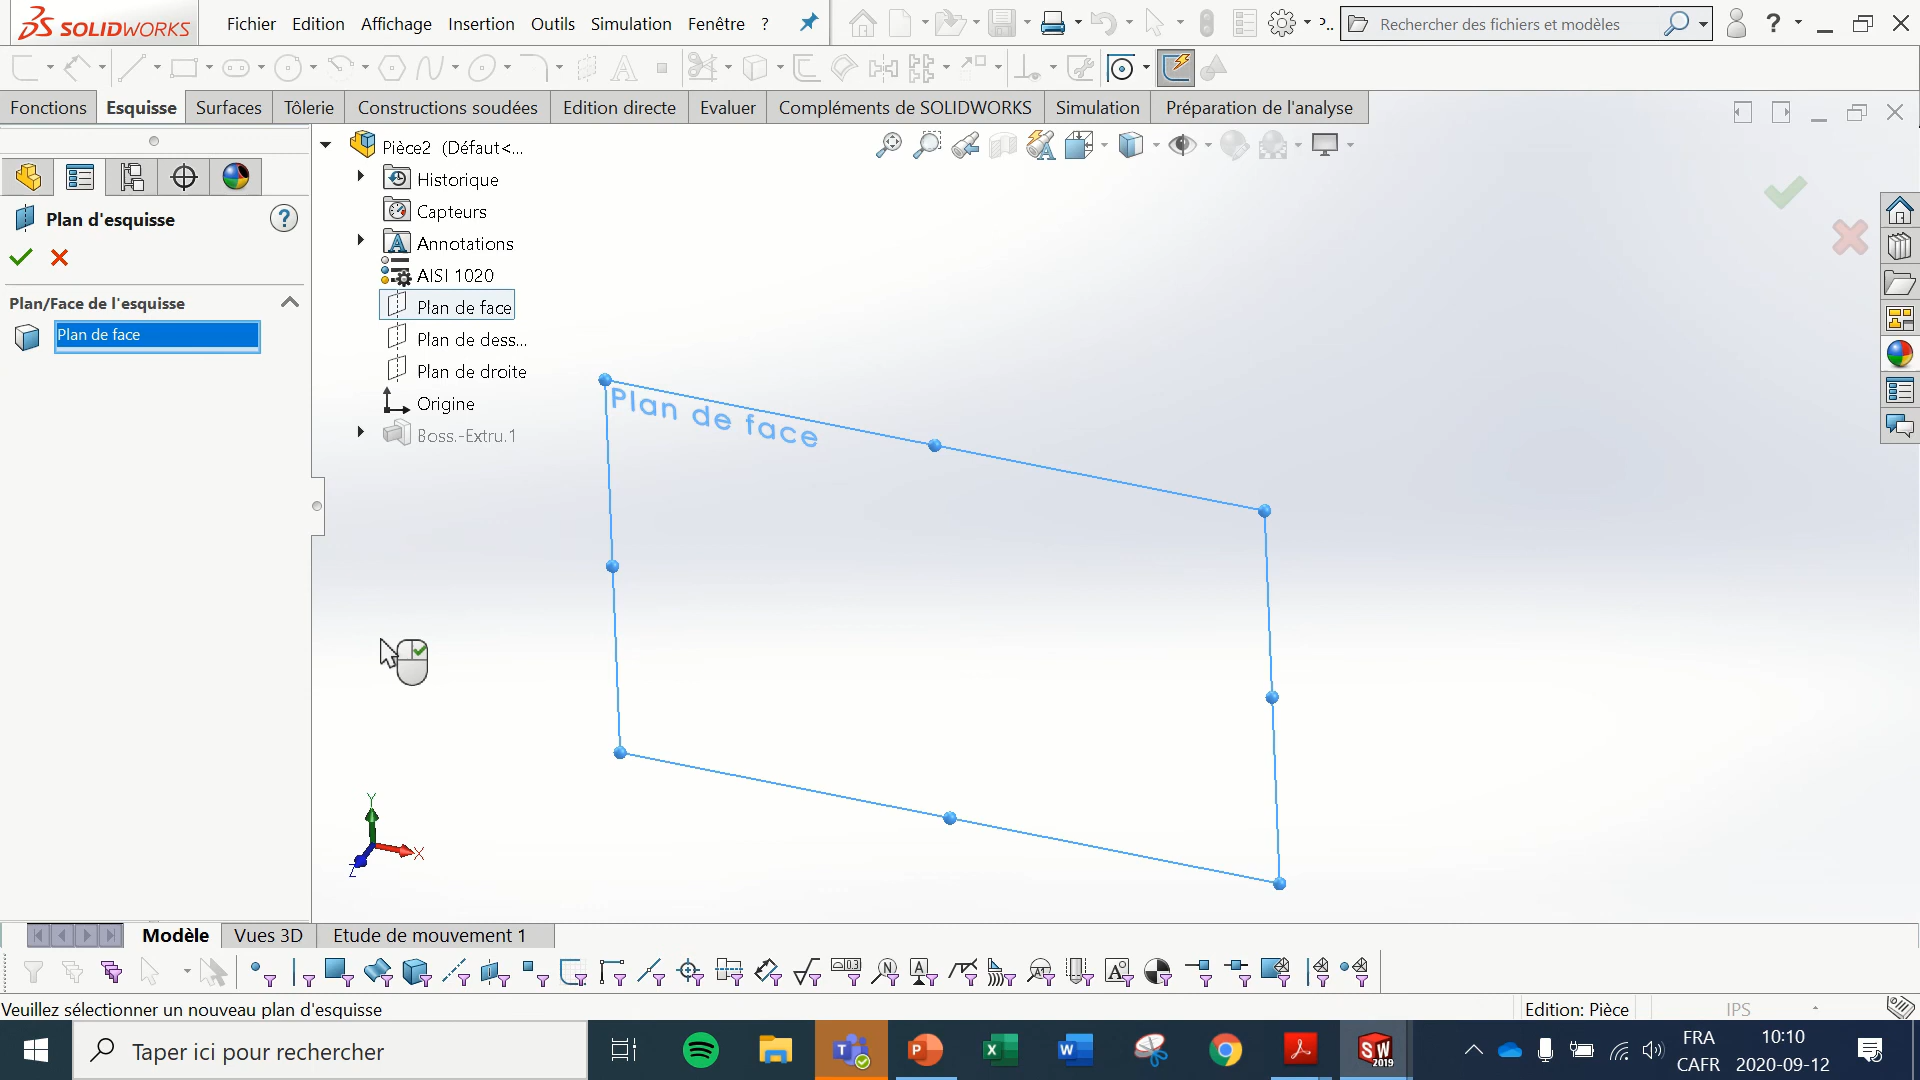 SOLIDWORKS
Fichier Edition Affichage Insertion Outils Simulation Fenêtre ?
Rechercher des fichiers et modèles
Fonctions Esquisse Surfaces Tôlerie Constructions soudées Edition directe Evaluer Compléments de SOLIDWORKS Simulation Préparation de l'analyse
Pièce2 (Défaut<...
Historique
Capteurs
Annotations
AISI 1020
Plan de face
Plan de dess...
Plan de droite
Origine
Boss.-Extru.1
Plan d'esquisse
Plan/Face de l'esquisse
Plan de face
Plan de face
Y
X
Z
Modèle Vues 3D Etude de mouvement 1
Veuillez sélectionner un nouveau plan d'esquisse
Edition: Pièce
IPS
Taper ici pour rechercher
FRA
CAFR
10:10
2020-09-12